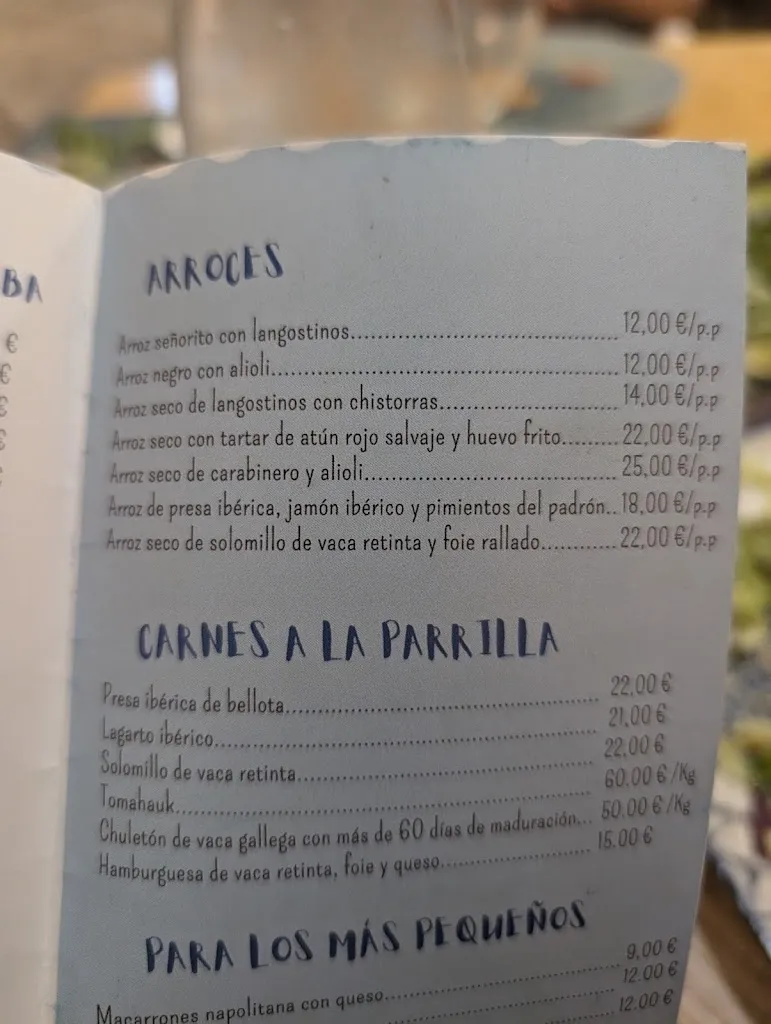 BA
€
€
€
€
€
ARROCES
Arroz señorito con langostinos.................................................. 12,00 €/p.p
Arroz negro con alioli................................................................ 12,00 €/p.p
Arroz seco de langostinos con chistorras................................. 14,00 €/p.p
Arroz seco con tartar de atún rojo salvaje y huevo frito......... 22,00 €/p.p
Arroz seco de carabinero y alioli............................................... 25,00 €/p.p
Arroz de presa ibérica, jamón ibérico y pimientos del padrón.. 18,00 €/p.p
Arroz seco de solomillo de vaca retinta y foie rallado............ 22,00 €/p.p
CARNES A LA PARRILLA
Presa ibérica de bellota............................................................ 22.00 €
Lagarto ibérico.......................................................................... 21,00 €
Solomillo de vaca retinta.......................................................... 22.00 €
Tomahauk.................................................................................. 60.00 €/Kg
Chuletón de vaca gallega con más de 60 días de maduración... 50.00 €/Kg
Hamburguesa de vaca retinta, foie y queso............................ 15.00 €
PARA LOS MÁS PEQUEÑOS
Macarrones napolitana con queso............................................ 9,00 €
12.00 €
12.00 €